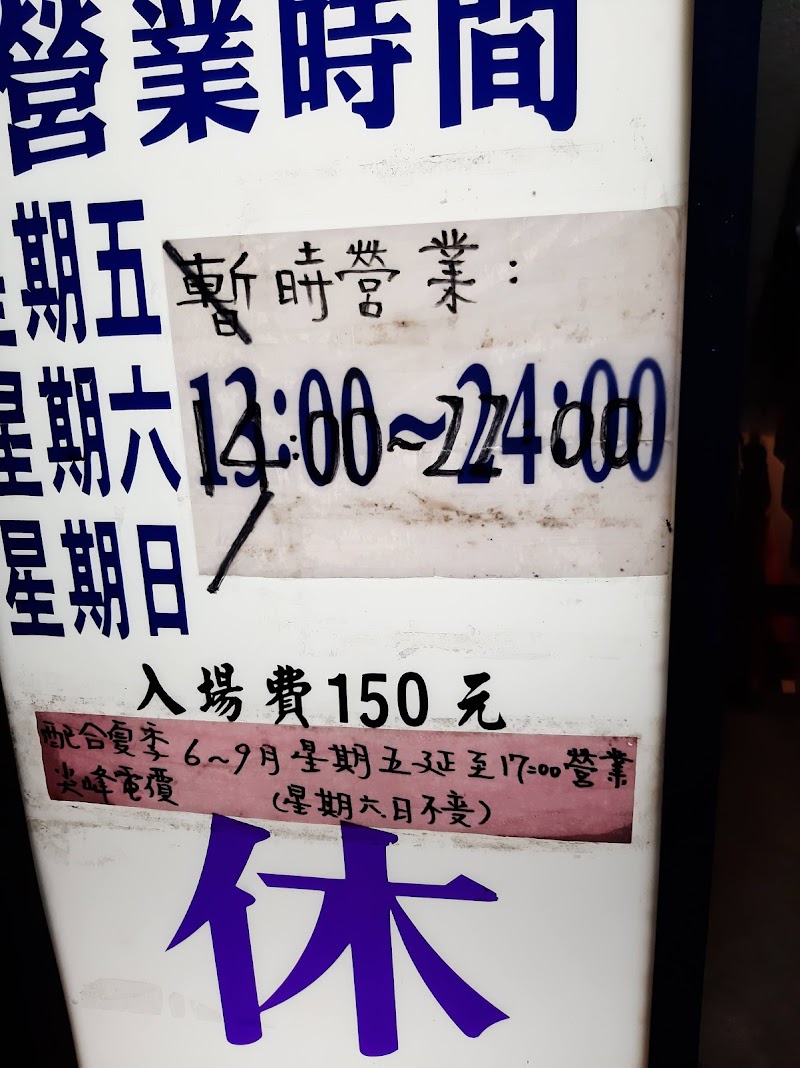 營業時間
星期五
星期六
星期日
暫時營業：
14:00~22:00
13:00~24:00
入場費150元
配合夏季尖峰電價
6~9月星期五延至17:00營業
(星期六日不變)
休